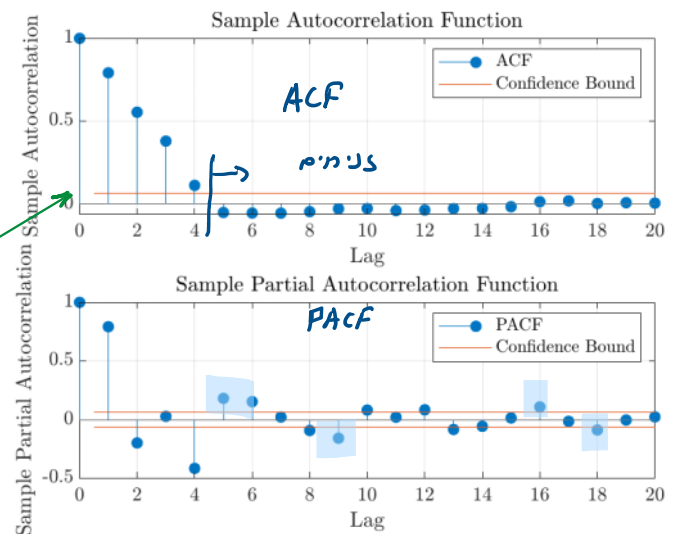 Sample Autocorrelation Function
Sample Autocorrelation
1
0.5
0
ACF
Confidence Bound
ACF
זניחים
0 2 4 6 8 10 12 14 16 18 20
Lag
Sample Partial Autocorrelation Function
Sample Partial Autocorrelation
1
0.5
0
-0.5
PACF
PACF
Confidence Bound
0 2 4 6 8 10 12 14 16 18 20
Lag